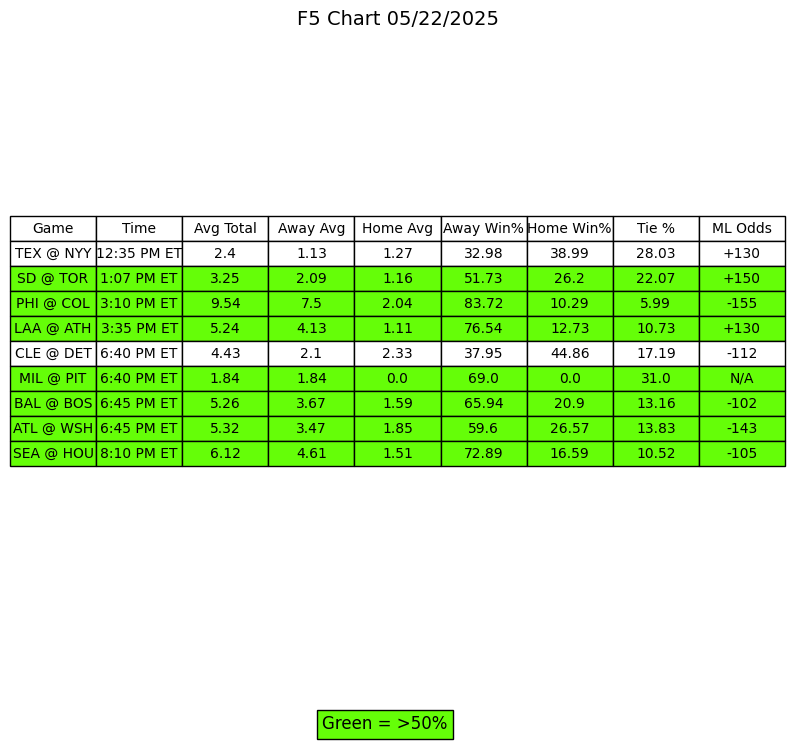 F5 Chart 05/22/2025
Game Time Avg Total Away Avg Home Avg Away Win% Home Win% Tie % ML Odds
TEX @ NYY 12:35 PM ET 2.4 1.13 1.27 32.98 38.99 28.03 +130
SD @ TOR 1:07 PM ET 3.25 2.09 1.16 51.73 26.2 22.07 +150
PHI @ COL 3:10 PM ET 9.54 7.5 2.04 83.72 10.29 5.99 -155
LAA @ ATH 3:35 PM ET 5.24 4.13 1.11 76.54 12.73 10.73 +130
CLE @ DET 6:40 PM ET 4.43 2.1 2.33 37.95 44.86 17.19 -112
MIL @ PIT 6:40 PM ET 1.84 1.84 0.0 69.0 0.0 31.0 N/A
BAL @ BOS 6:45 PM ET 5.26 3.67 1.59 65.94 20.9 13.16 -102
ATL @ WSH 6:45 PM ET 5.32 3.47 1.85 59.6 26.57 13.83 -143
SEA @ HOU 8:10 PM ET 6.12 4.61 1.51 72.89 16.59 10.52 -105
Green = >50%